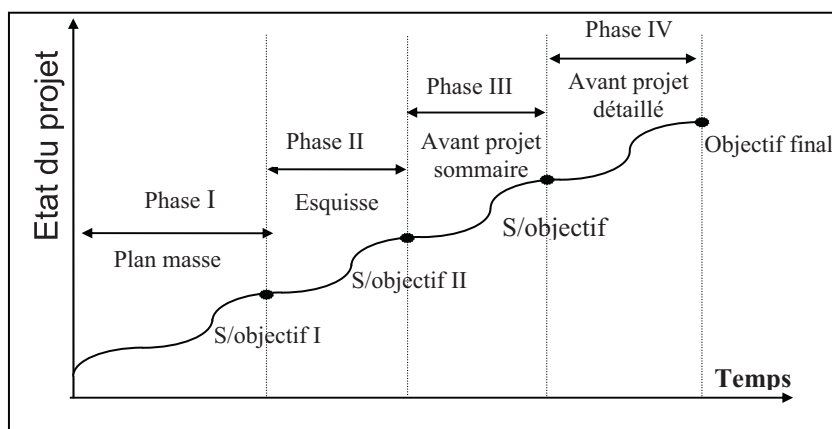 Phase IV
Avant projet
détaillé
Phase III
Avant projet
sommaire
Phase II
Esquisse
Phase I
Plan masse
Objectif final
S/objectif
S/objectif II
S/objectif I
Etat du projet
Temps